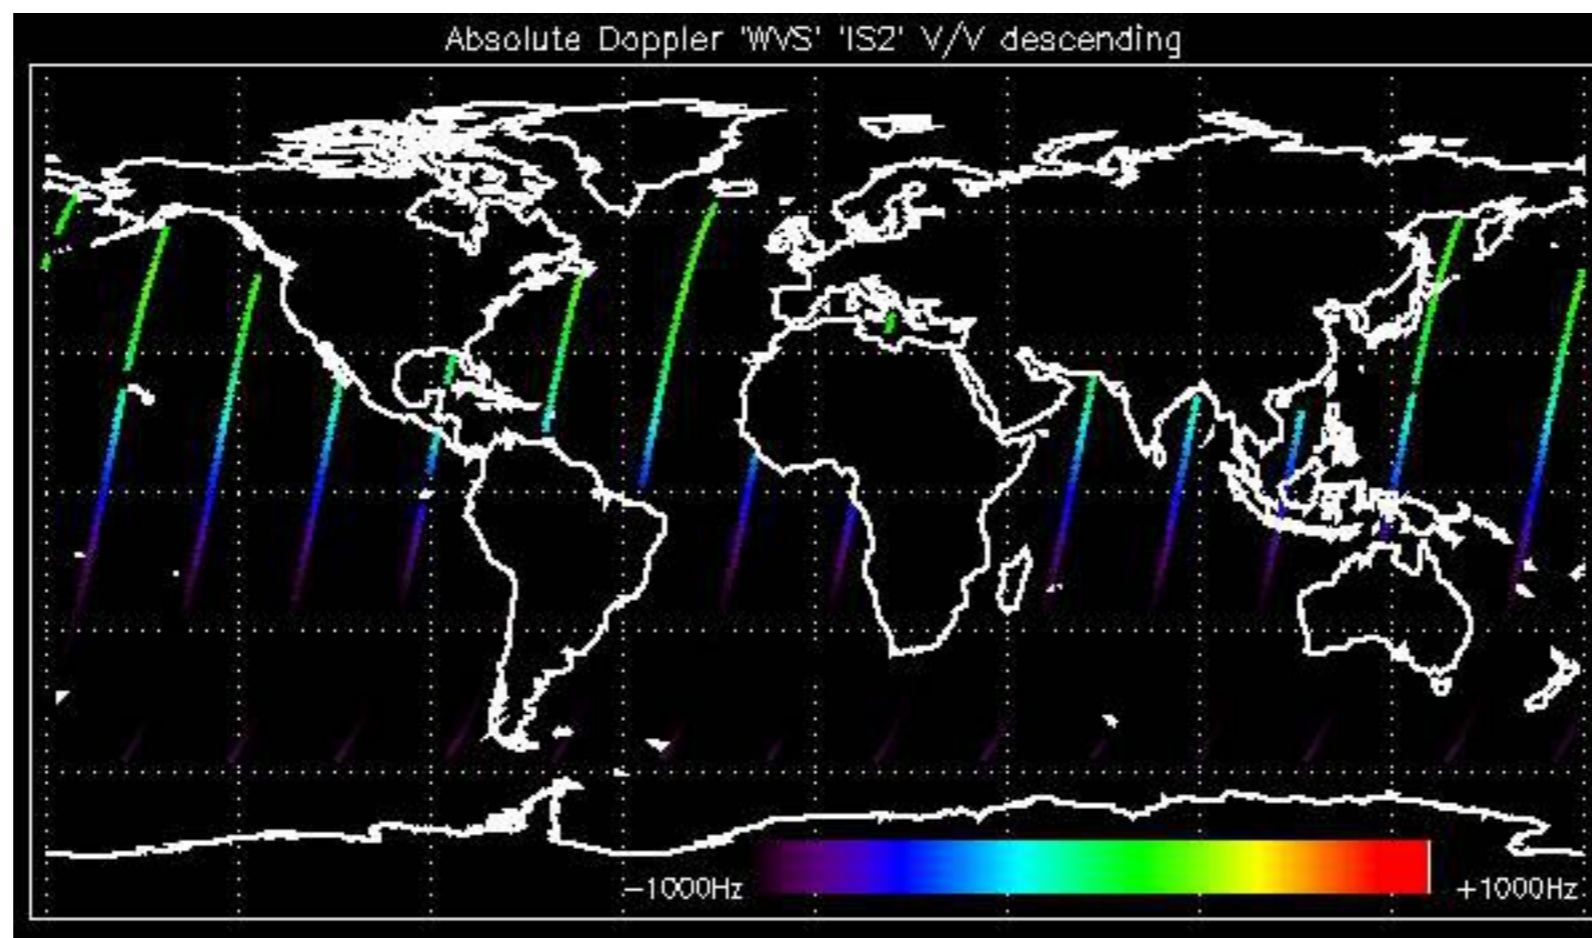 Absolute Doppler 'WVS' 'IS2' V/V descending
−1000Hz +1000Hz